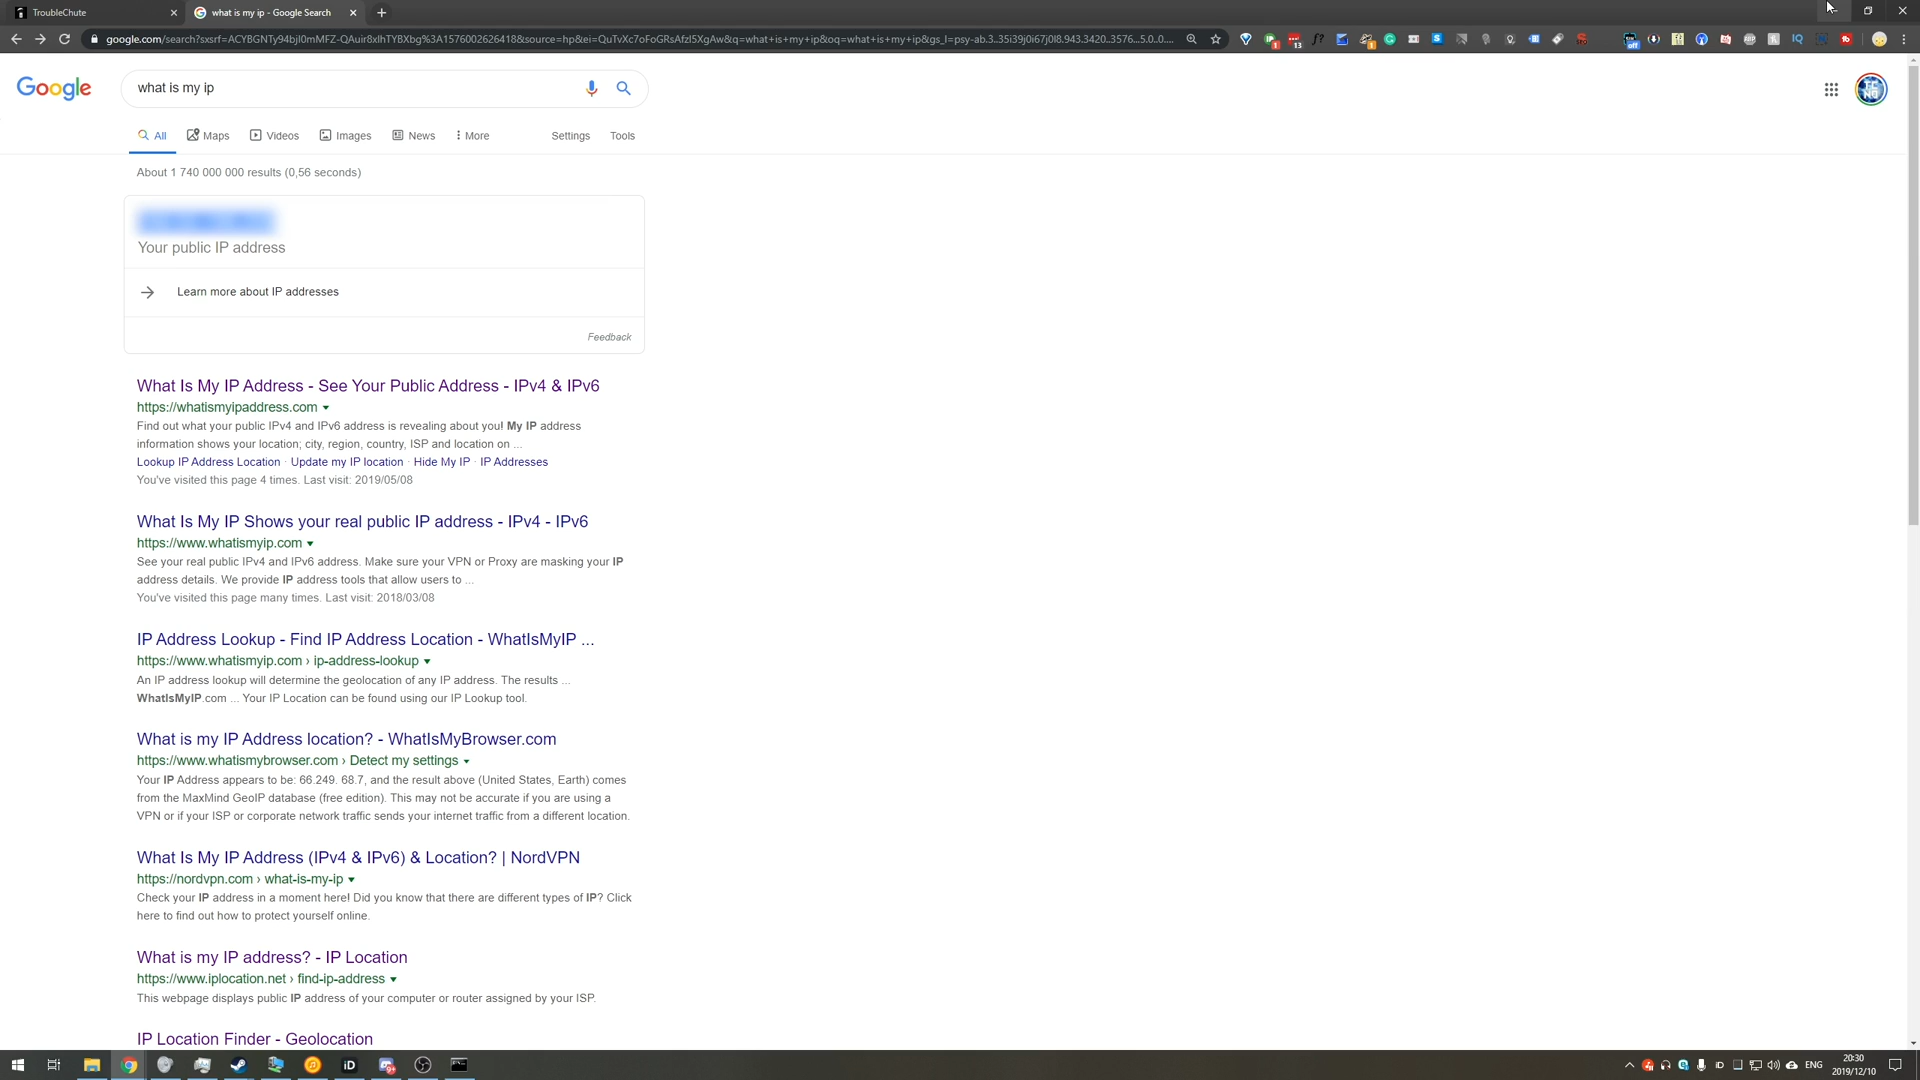 TroubleChute
what is my ip - Google Search
google.com/search?sxsrf=ACYBGNTy94bjI0mMFZ-QAuir8xIhTYBXbg%3A1576002626418&source=hp&ei=QuTvXc7oFoGRsAfzl5XgAw&q=what+is+my+ip&oq=what+is+my+ip&gs_l=psy-ab.3..35i39j0i67j0l8.943.3420..3576...5.0..0....
Google
what is my ip
All
Maps
Videos
Images
News
More
Settings
Tools
About 1 740 000 000 results (0,56 seconds)
Your public IP address
Learn more about IP addresses
Feedback
What Is My IP Address - See Your Public Address - IPv4 & IPv6
https://whatismyipaddress.com
Find out what your public IPv4 and IPv6 address is revealing about you! My IP address
information shows your location; city, region, country, ISP and location on ...
Lookup IP Address Location · Update my IP location · Hide My IP · IP Addresses
You've visited this page 4 times. Last visit: 2019/05/08
What Is My IP Shows your real public IP address - IPv4 - IPv6
https://www.whatismyip.com
See your real public IPv4 and IPv6 address. Make sure your VPN or Proxy are masking your IP
address details. We provide IP address tools that allow users to ...
You've visited this page many times. Last visit: 2018/03/08
IP Address Lookup - Find IP Address Location - WhatIsMyIP ...
https://www.whatismyip.com › ip-address-lookup
An IP address lookup will determine the geolocation of any IP address. The results ...
WhatIsMyIP.com ... Your IP Location can be found using our IP Lookup tool.
What is my IP Address location? - WhatIsMyBrowser.com
https://www.whatismybrowser.com › Detect my settings
Your IP Address appears to be: 66.249. 68.7, and the result above (United States, Earth) comes
from the MaxMind GeoIP database (free edition). This may not be accurate if you are using a
VPN or if your ISP or corporate network traffic sends your internet traffic from a different location.
What Is My IP Address (IPv4 & IPv6) & Location? | NordVPN
https://nordvpn.com › what-is-my-ip
Check your IP address in a moment here! Did you know that there are different types of IP? Click
here to find out how to protect yourself online.
What is my IP address? - IP Location
https://www.iplocation.net › find-ip-address
This webpage displays public IP address of your computer or router assigned by your ISP.
IP Location Finder - Geolocation
ENG
20:30
2019/12/10